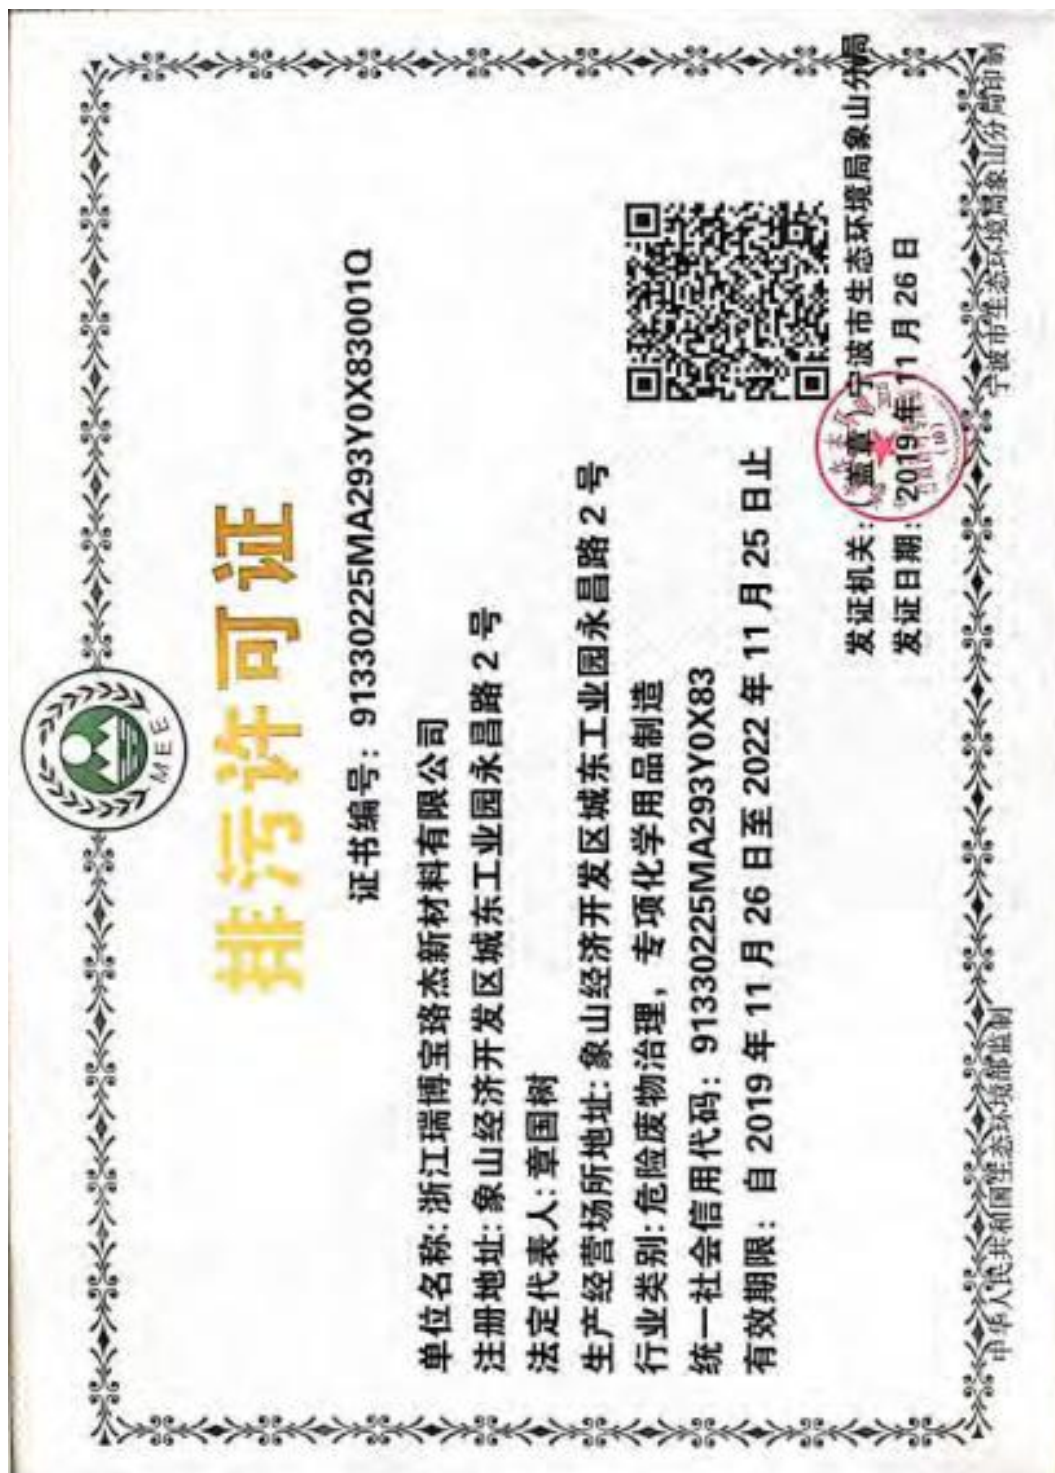 MEE
排污许可证
证书编号：91330225MA293Y0X83001Q
单位名称：浙江瑞博宝珞杰新材料有限公司
注册地址：象山经济开发区城东工业园永昌路2号
法定代表人：章国树
生产经营场所地址：象山经济开发区城东工业园永昌路2号
行业类别：危险废物治理，专项化学用品制造
统一社会信用代码：91330225MA293Y0X83
有效期限：自2019年11月26日至2022年11月25日止
发证机关：（盖章）宁波市生态环境局象山分局
发证日期：2019年11月26日
中华人民共和国生态环境部监制
宁波市生态环境局象山分局印制